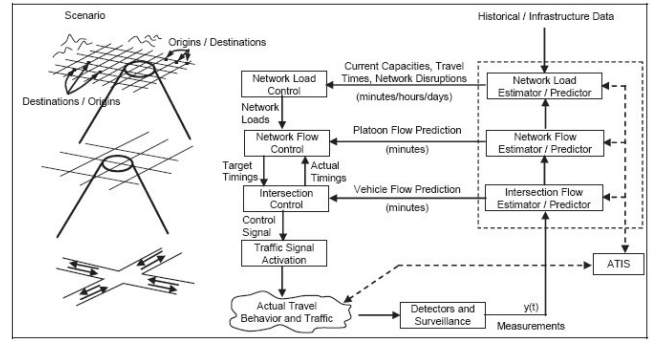 Scenario
Origins / Destinations
Destinations / Origins
Historical / Infrastructure Data
Network Load
Control
Current Capacities, Travel
Times, Network Disruptions
(minutes/hours/days)
Network Load
Estimator / Predictor
Network
Loads
Network Flow
Control
Platoon Flow Prediction
(minutes)
Network Flow
Estimator / Predictor
Target
Timings
Actual
Timings
Intersection
Control
Vehicle Flow Prediction
(minutes)
Intersection Flow
Estimator / Predictor
Control
Signal
Traffic Signal
Activation
ATIS
Actual Travel
Behavior and Traffic
Detectors and
Surveillance
y(t)
Measurements